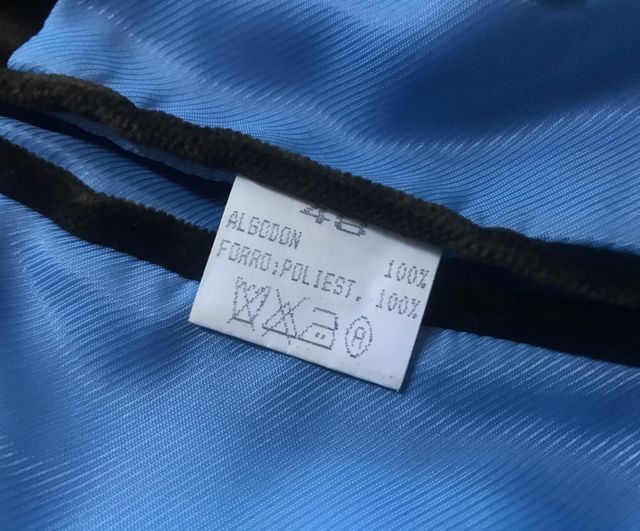 48
ALGODON 100%
FORRO:POLIEST. 100%
A